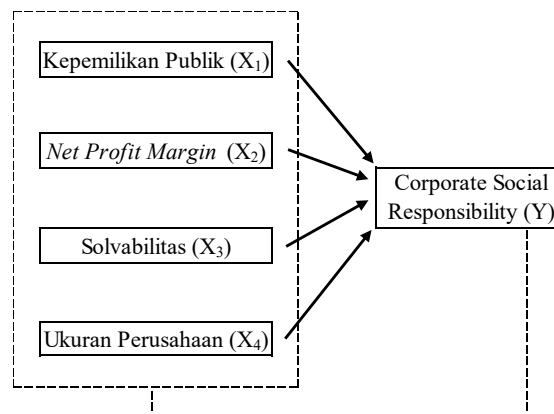 Kepemilikan Publik (X₁)
Net Profit Margin (X₂)
Corporate Social
Responsibility (Y)
Solvabilitas (X₃)
Ukuran Perusahaan (X₄)